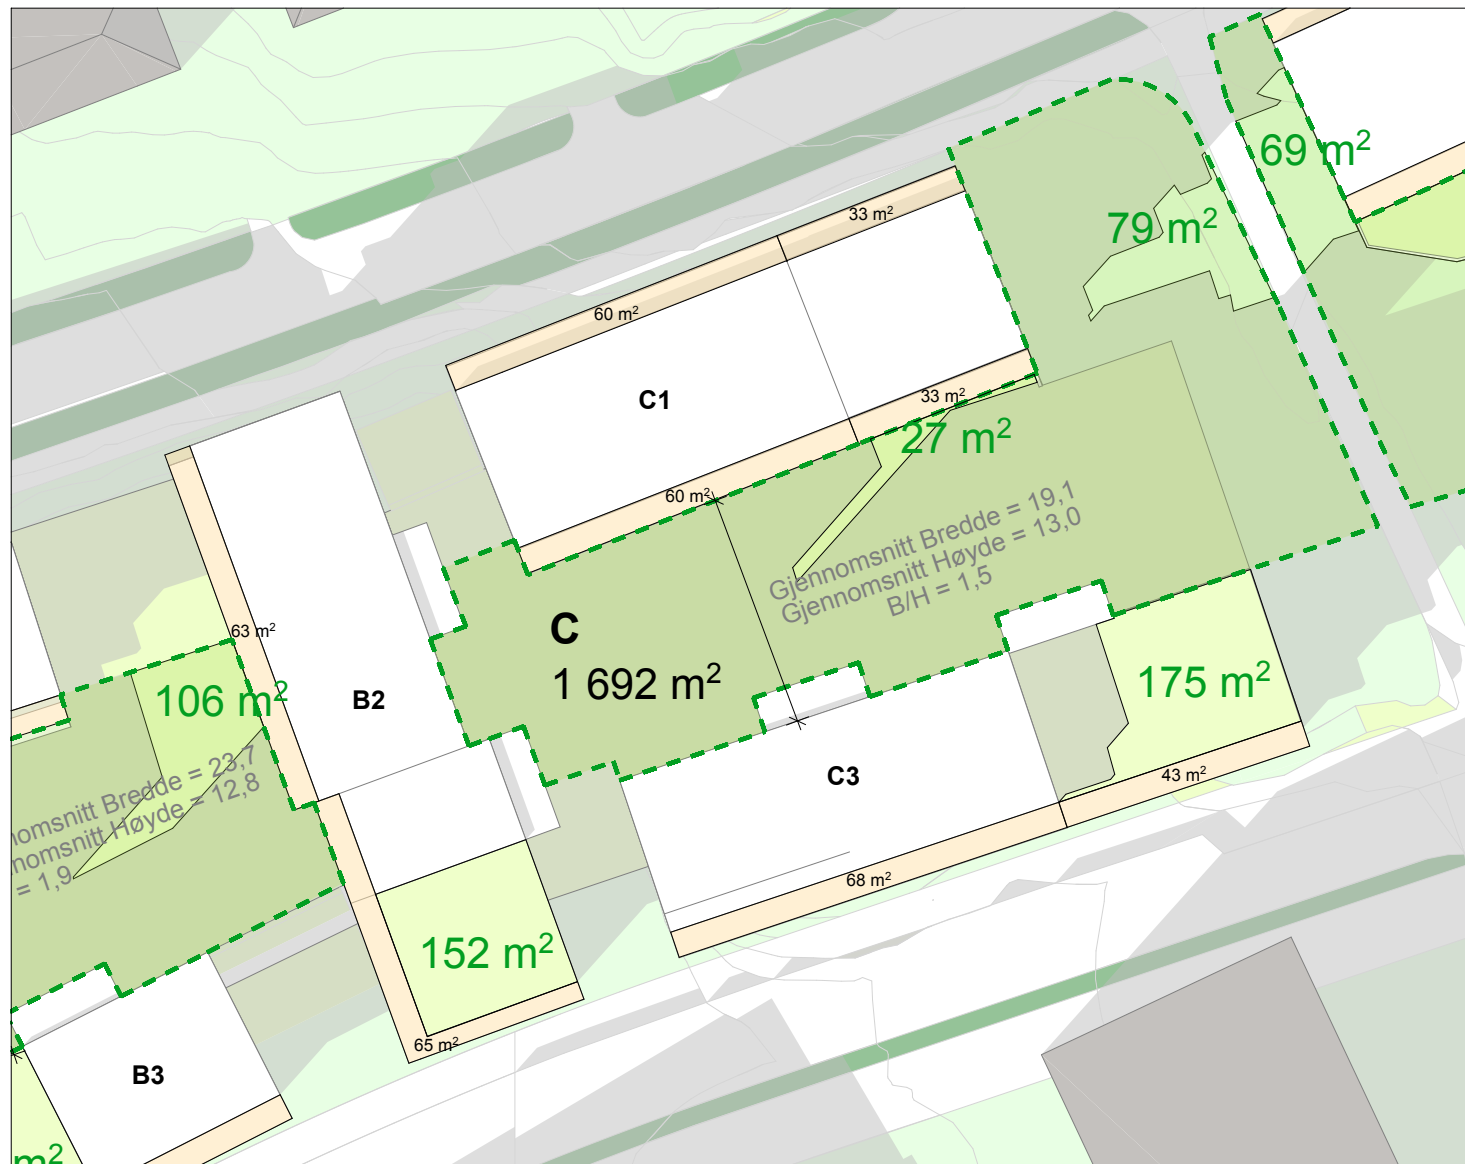 69 m²
33 m²
79 m²
60 m²
C1
33 m²
27 m²
60 m²
Gjennomsnitt Bredde = 19,1
Gjennomsnitt Høyde = 13,0
B/H = 1,5
C
1 692 m²
63 m²
106 m²
B2
175 m²
nomsnitt Bredde = 23,7
nomsnitt Høyde = 12,8
= 1,9
C3
43 m²
68 m²
152 m²
65 m²
B3
m²